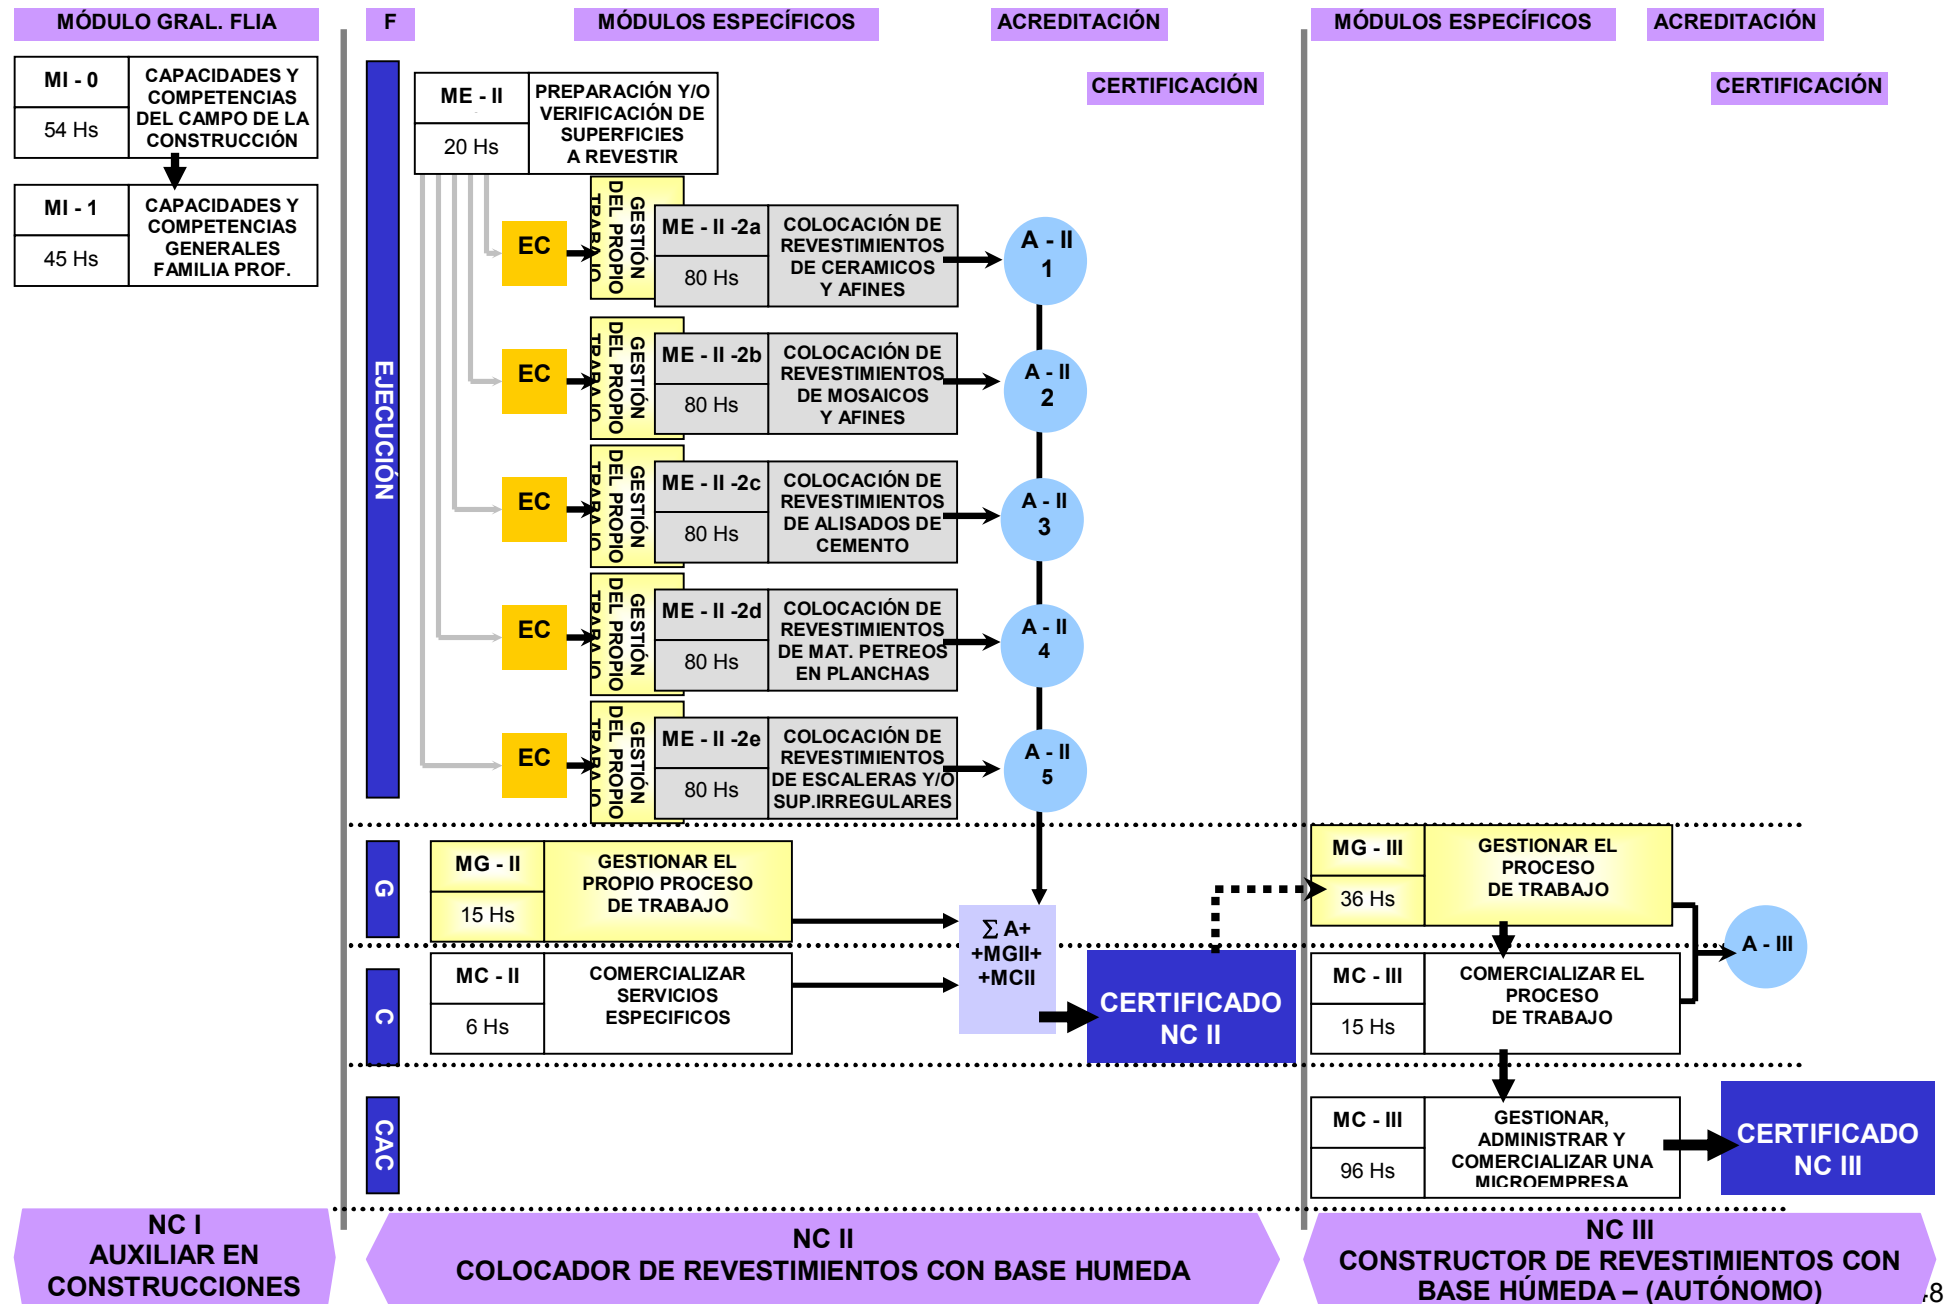 MÓDULO GRAL. FLIA
F
MÓDULOS ESPECÍFICOS
ACREDITACIÓN
MÓDULOS ESPECÍFICOS
ACREDITACIÓN
CERTIFICACIÓN
CERTIFICACIÓN
MI - 0
54 Hs
CAPACIDADES Y
COMPETENCIAS
DEL CAMPO DE LA
CONSTRUCCIÓN
MI - 1
45 Hs
CAPACIDADES Y
COMPETENCIAS
GENERALES
FAMILIA PROF.
EJECUCIÓN
ME - II
20 Hs
PREPARACIÓN Y/O
VERIFICACIÓN DE
SUPERFICIES
A REVESTIR
EC
GESTIÓN
DEL PROPIO
TRABAJO
ME - II -2a
80 Hs
COLOCACIÓN DE
REVESTIMIENTOS
DE CERAMICOS
Y AFINES
A - II
1
EC
GESTIÓN
DEL PROPIO
TRABAJO
ME - II -2b
80 Hs
COLOCACIÓN DE
REVESTIMIENTOS
DE MOSAICOS
Y AFINES
A - II
2
EC
GESTIÓN
DEL PROPIO
TRABAJO
ME - II -2c
80 Hs
COLOCACIÓN DE
REVESTIMIENTOS
DE ALISADOS DE
CEMENTO
A - II
3
EC
GESTIÓN
DEL PROPIO
TRABAJO
ME - II -2d
80 Hs
COLOCACIÓN DE
REVESTIMIENTOS
DE MAT. PETREOS
EN PLANCHAS
A - II
4
EC
GESTIÓN
DEL PROPIO
TRABAJO
ME - II -2e
80 Hs
COLOCACIÓN DE
REVESTIMIENTOS
DE ESCALERAS Y/O
SUP.IRREGULARES
A - II
5
G
MG - II
15 Hs
GESTIONAR EL
PROPIO PROCESO
DE TRABAJO
C
MC - II
6 Hs
COMERCIALIZAR
SERVICIOS
ESPECIFICOS
∑ A+
+MGII+
+MCII
CERTIFICADO
NC II
MG - III
36 Hs
GESTIONAR EL
PROCESO
DE TRABAJO
MC - III
15 Hs
COMERCIALIZAR EL
PROCESO
DE TRABAJO
A - III
CAC
MC - III
96 Hs
GESTIONAR,
ADMINISTRAR Y
COMERCIALIZAR UNA
MICROEMPRESA
CERTIFICADO
NC III
NC I
AUXILIAR EN
CONSTRUCCIONES
NC II
COLOCADOR DE REVESTIMIENTOS CON BASE HUMEDA
NC III
CONSTRUCTOR DE REVESTIMIENTOS CON
BASE HÚMEDA – (AUTÓNOMO)
48